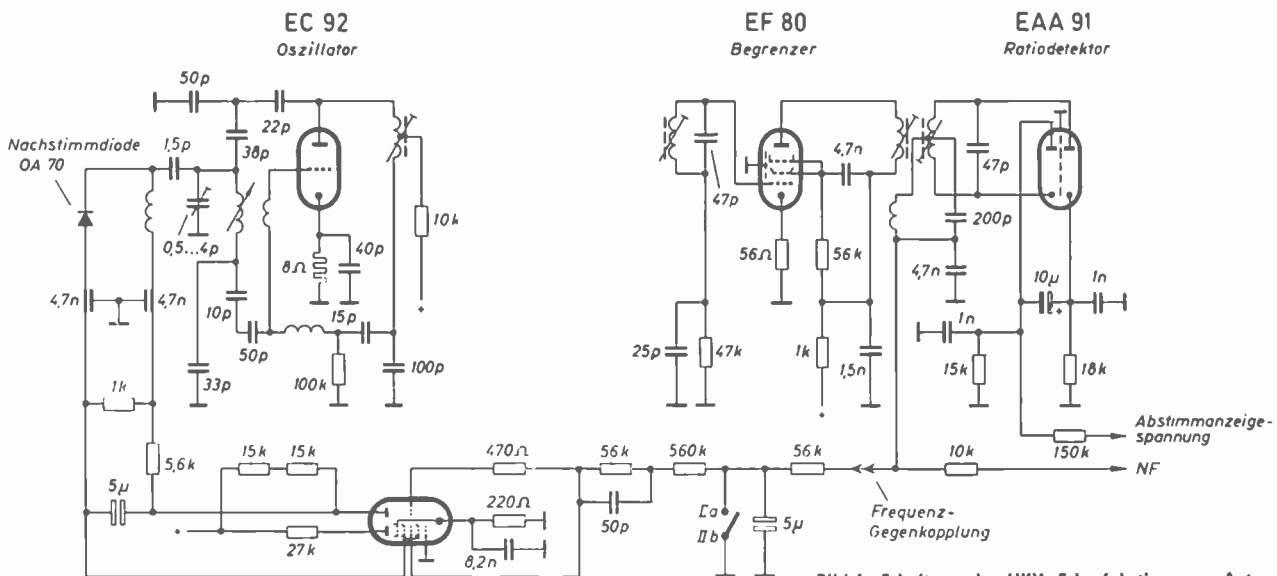 EC 92
Oszillator
EF 80
Begrenzer
EAA 91
Ratiodetektor
50p
22p
Nachstimmdiode
OA 70
1,5p
38p
0,5...4p
10k
8Ω
40p
4,7n
4,7n
10p
50p
15p
33p
100k
100p
1k
5,6k
47p
4,7n
56Ω
56k
25p
47k
1k
1,5n
47p
200p
4,7n
10µ
+
1n
1n
15k
18k
Abstimmanzeige-
spannung
150k
NF
10k
15k
15k
470Ω
56k
560k
56k
5µ
220Ω
50p
Ia
IIb
5µ
Frequenz-
Gegenkopplung
27k
8,2n
+
+
+